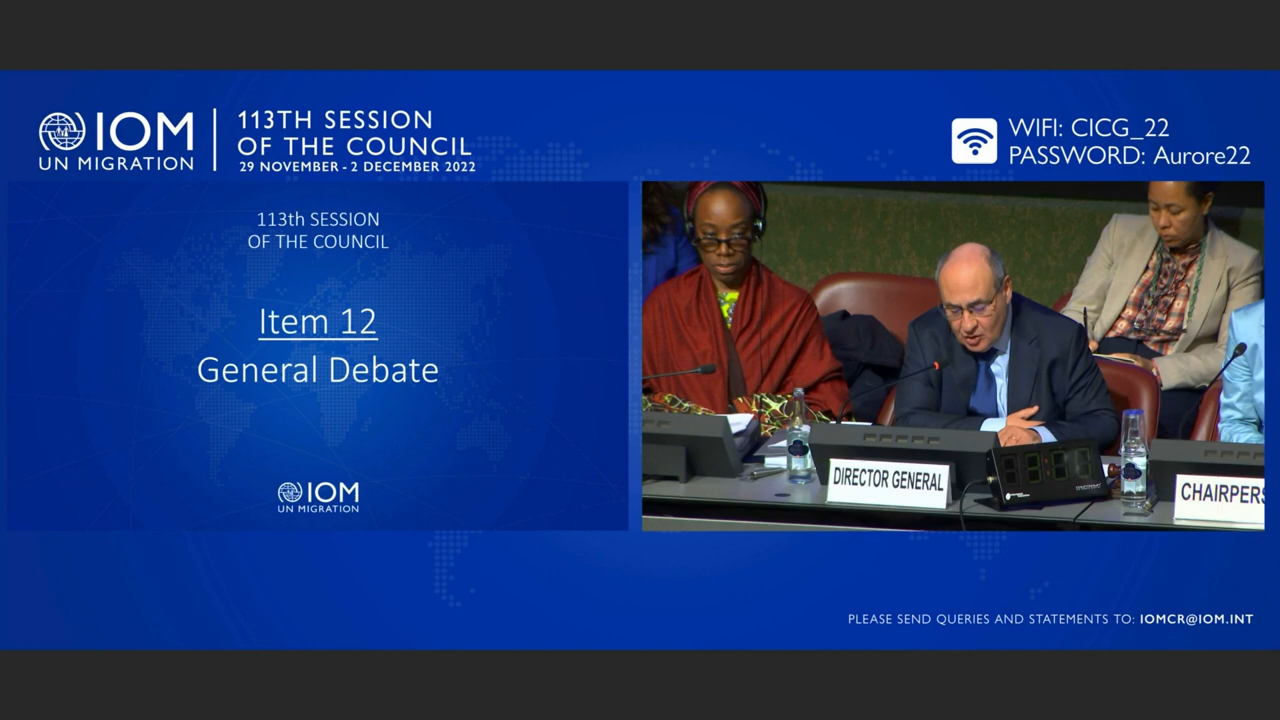 IOM
UN MIGRATION
113TH SESSION
OF THE COUNCIL
29 NOVEMBER - 2 DECEMBER 2022
WIFI: CICG_22
PASSWORD: Aurore22
113th SESSION
OF THE COUNCIL
Item 12
General Debate
IOM
UN MIGRATION
DIRECTOR GENERAL
CHAIRPERS
PLEASE SEND QUERIES AND STATEMENTS TO: IOMCR@IOM.INT